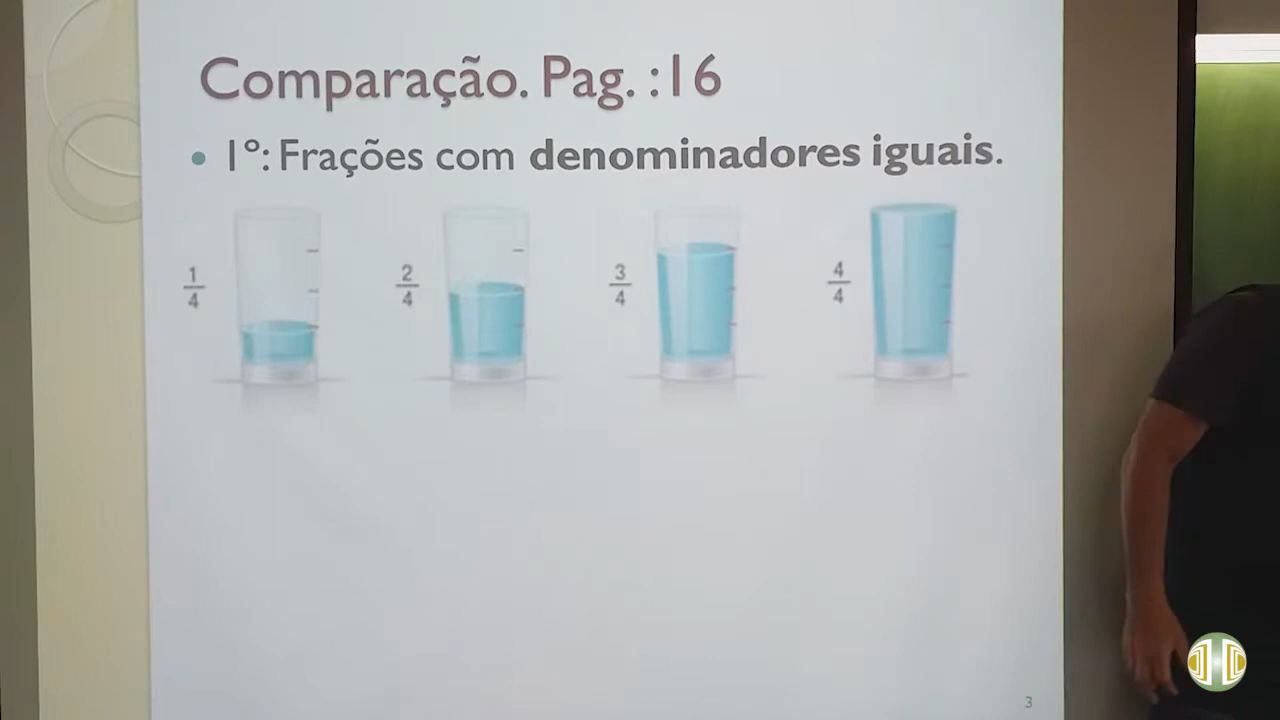 Comparação. Pag. :16
• 1º: Frações com denominadores iguais.
1/4
2/4
3/4
4/4
3